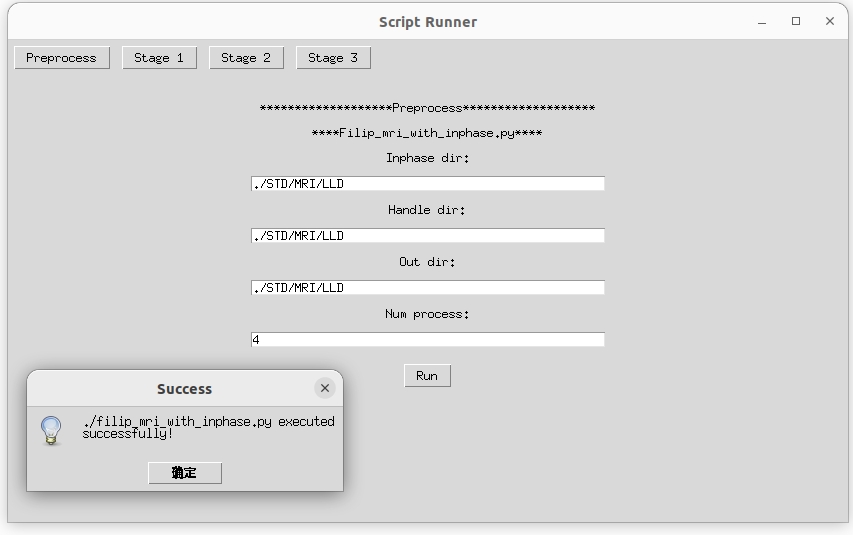 Script Runner
Preprocess Stage 1 Stage 2 Stage 3
*******************Preprocess*******************
****Filip_mri_with_inphase.py****
Inphase dir:
./STD/MRI/LLD
Handle dir:
./STD/MRI/LLD
Out dir:
./STD/MRI/LLD
Num process:
4
Run
Success
./filip_mri_with_inphase.py executed
successfully!
确定